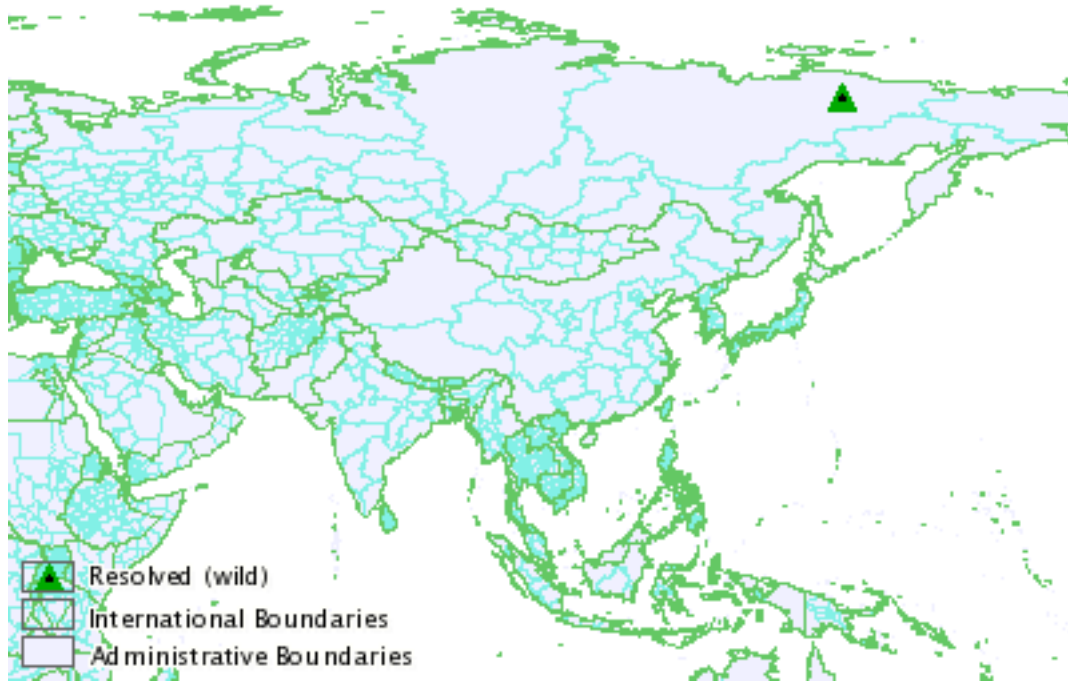 Resolved (wild)
International Boundaries
Administrative Boundaries